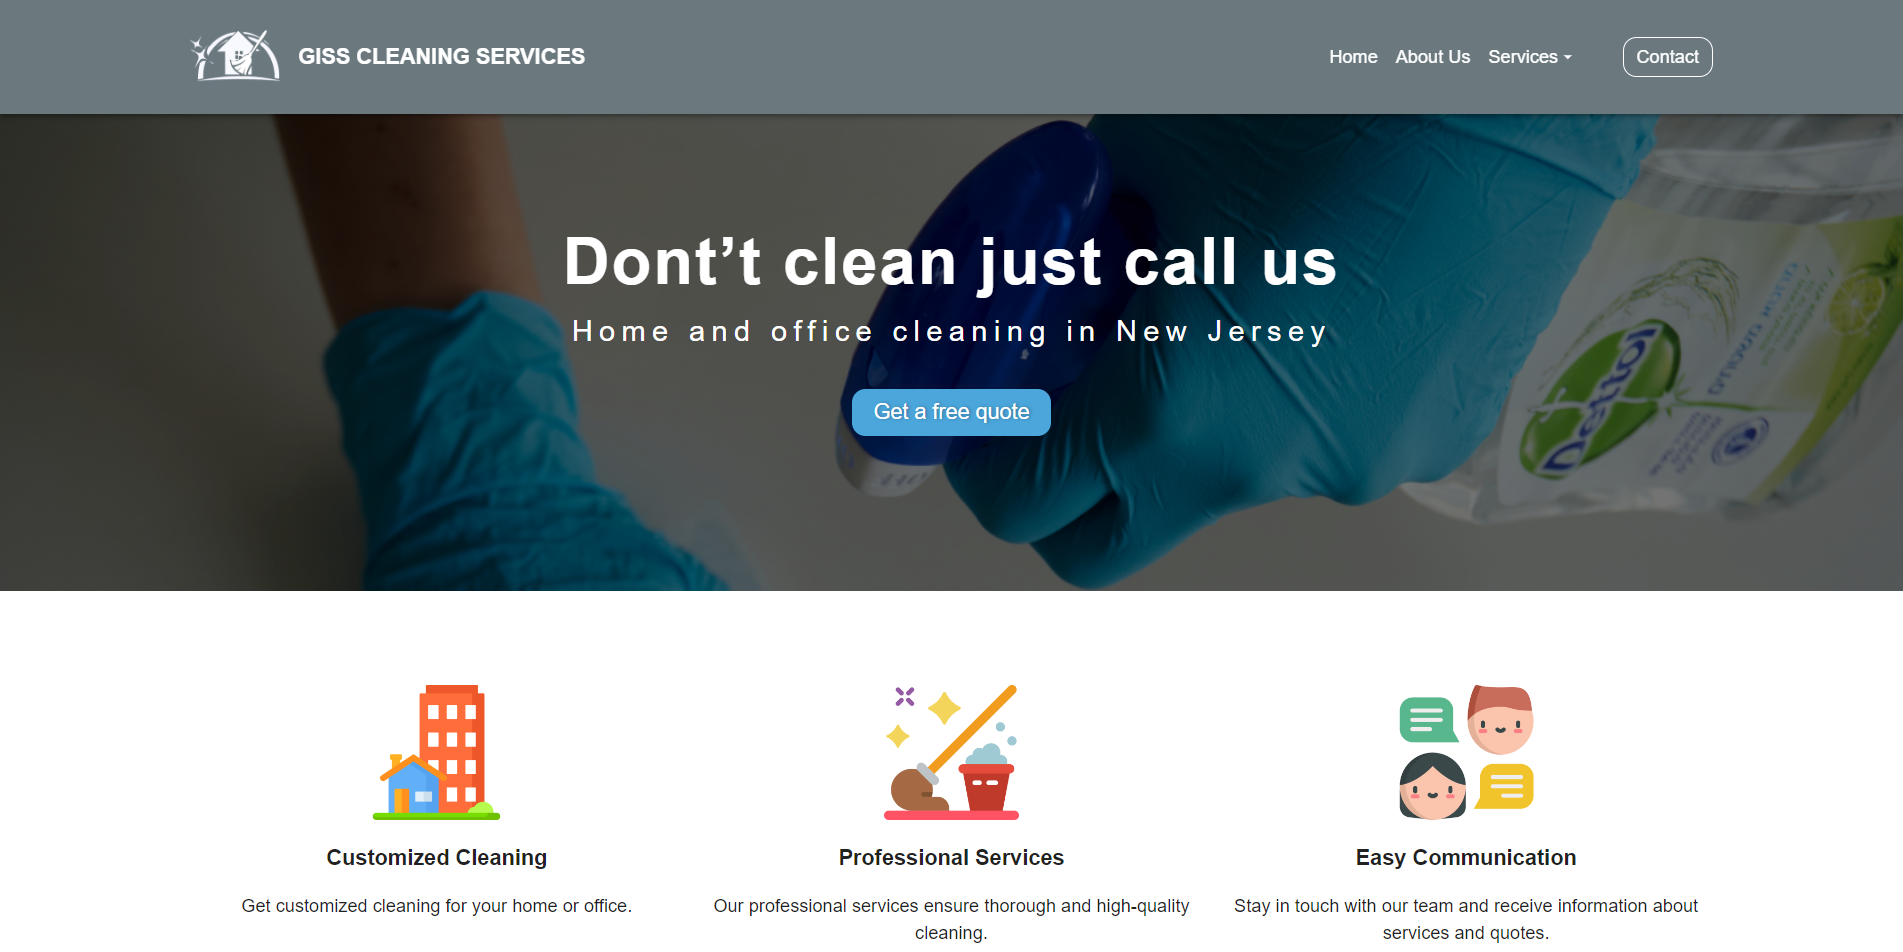 GISS CLEANING SERVICES
Home About Us Services Contact
Dont’t clean just call us
Home and office cleaning in New Jersey
Get a free quote
Dettol
Customized Cleaning
Get customized cleaning for your home or office.
Professional Services
Our professional services ensure thorough and high-quality
cleaning.
Easy Communication
Stay in touch with our team and receive information about
services and quotes.